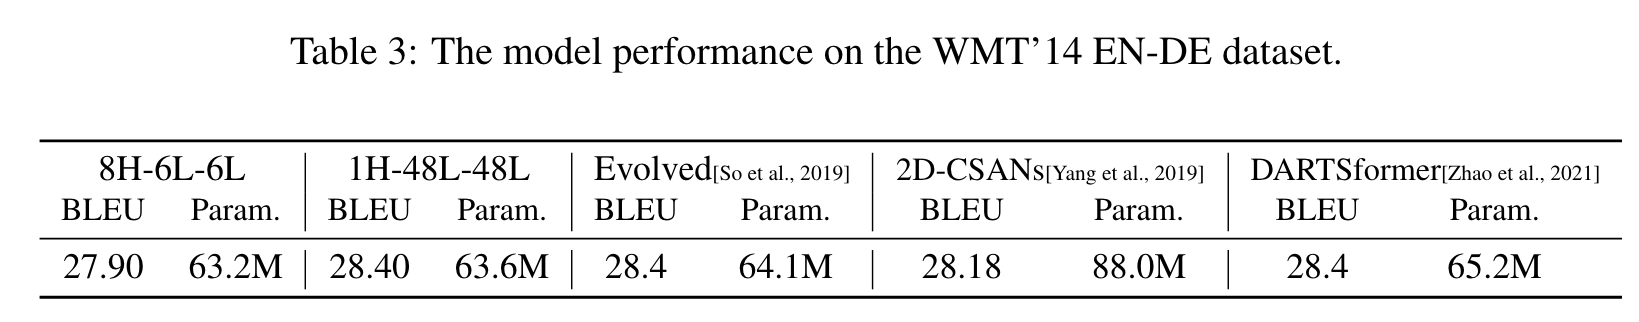 Table 3: The model performance on the WMT'14 EN-DE dataset.
8H-6L-6L 1H-48L-48L Evolved[So et al., 2019] 2D-CSANs[Yang et al., 2019] DARTSformer[Zhao et al., 2021]
BLEU Param. BLEU Param. BLEU Param. BLEU Param. BLEU Param.
27.90 63.2M 28.40 63.6M 28.4 64.1M 28.18 88.0M 28.4 65.2M